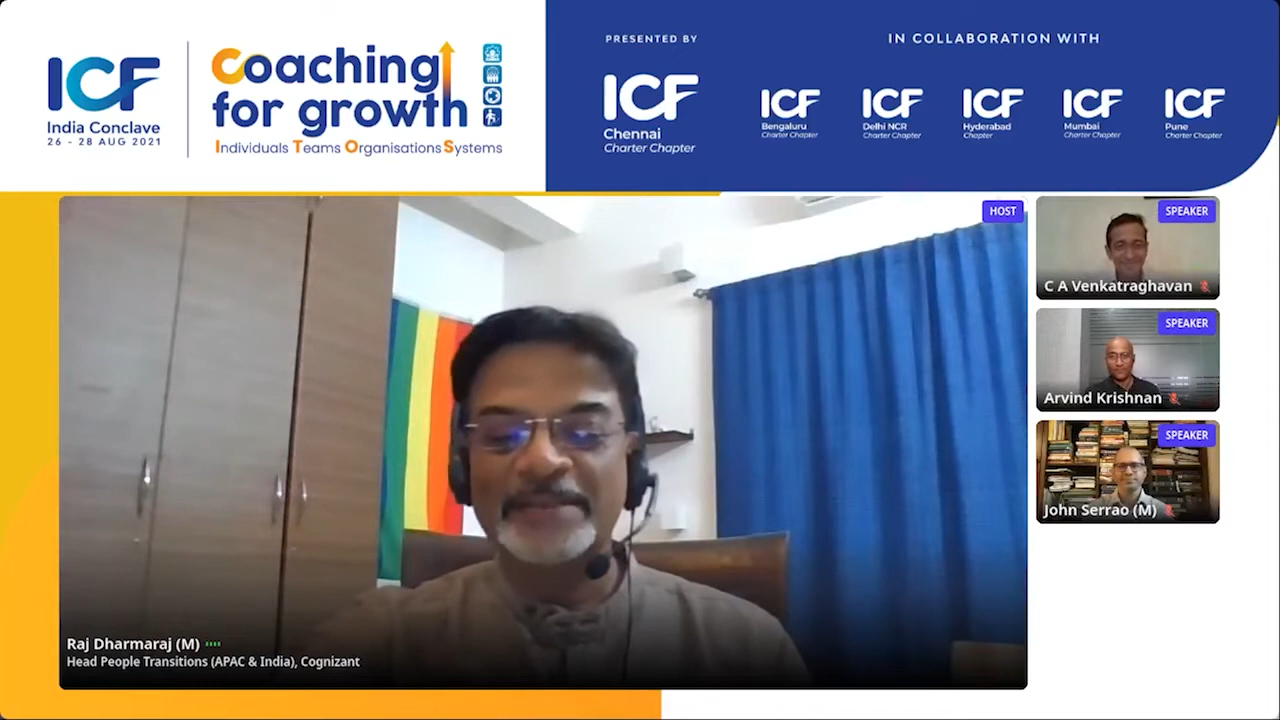 ICF
India Conclave
26 - 28 AUG 2021
Coaching
for growth
Individuals Teams Organisations Systems
PRESENTED BY
ICF
Chennai
Charter Chapter
IN COLLABORATION WITH
ICF
Bengaluru
Charter Chapter
ICF
Delhi NCR
Charter Chapter
ICF
Hyderabad
Chapter
ICF
Mumbai
Charter Chapter
ICF
Pune
Charter Chapter
HOST
Raj Dharmaraj (M)
Head People Transitions (APAC & India), Cognizant
SPEAKER
C A Venkatraghavan
SPEAKER
Arvind Krishnan
SPEAKER
John Serrao (M)